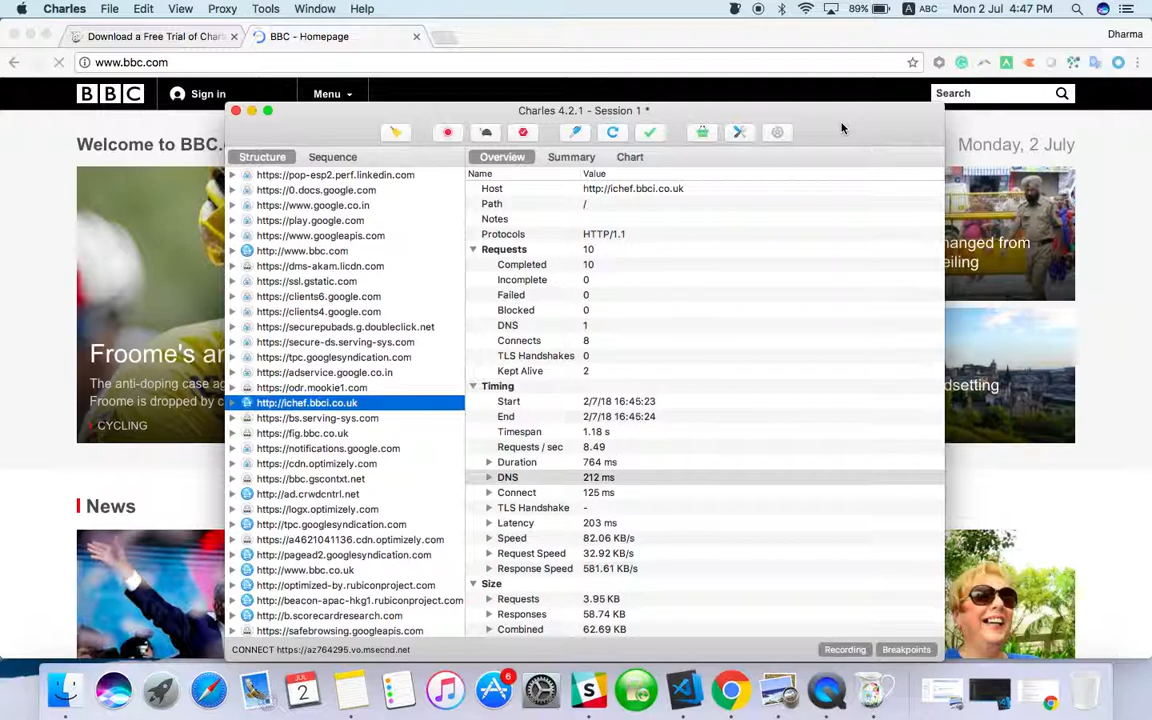 Charles File Edit View Proxy Tools Window Help 89% A ABC Mon 2 Jul 4:47 PM
Download a Free Trial of Char BBC - Homepage Dharma
www.bbc.com
BBC Sign in Menu Search
Charles 4.2.1 - Session 1 *
Welcome to BBC. Monday, 2 July
Structure Sequence Overview Summary Chart
Name Value
https://pop-esp2.perf.linkedin.com
https://0.docs.google.com
https://www.google.co.in
https://play.google.com
https://www.googleapis.com
http://www.bbc.com
https://dms-akam.licdn.com
https://ssl.gstatic.com
https://clients6.google.com
https://clients4.google.com
https://securepubads.g.doubleclick.net
https://secure-ds.serving-sys.com
https://tpc.googlesyndication.com
https://adservice.google.co.in
https://odr.mookie1.com
http://ichef.bbci.co.uk
https://bs.serving-sys.com
https://fig.bbc.co.uk
https://notifications.google.com
https://cdn.optimizely.com
https://bbc.gscontxt.net
http://ad.crwdcntrl.net
https://logx.optimizely.com
http://tpc.googlesyndication.com
https://a4621041136.cdn.optimizely.com
http://pagead2.googlesyndication.com
http://www.bbc.co.uk
http://optimized-by.rubiconproject.com
http://beacon-apac-hkg1.rubiconproject.com
http://b.scorecardresearch.com
https://safebrowsing.googleapis.com
Host http://ichef.bbci.co.uk
Path /
Notes
Protocols HTTP/1.1
Requests 10
Completed 10
Incomplete 0
Failed 0
Blocked 0
DNS 1
Connects 8
TLS Handshakes 0
Kept Alive 2
Timing
Start 2/7/18 16:45:23
End 2/7/18 16:45:24
Timespan 1.18 s
Requests / sec 8.49
Duration 764 ms
DNS 212 ms
Connect 125 ms
TLS Handshake -
Latency 203 ms
Speed 82.06 KB/s
Request Speed 32.92 KB/s
Response Speed 581.61 KB/s
Size
Requests 3.95 KB
Responses 58.74 KB
Combined 62.69 KB
CONNECT https://az764295.vo.msecnd.net Recording Breakpoints
Froome's an
The anti-doping case ag
Froome is dropped by c
CYCLING
hanged from
eiling
dsetting
News
JUL
2
6